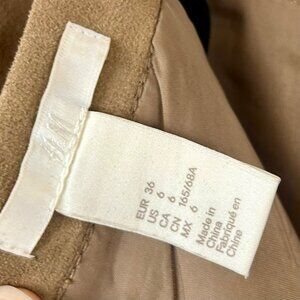 H&M
EUR 36
US 6
CA 6
CN 165/68A
MX 6
Made in
China
Fabriqué en
Chine